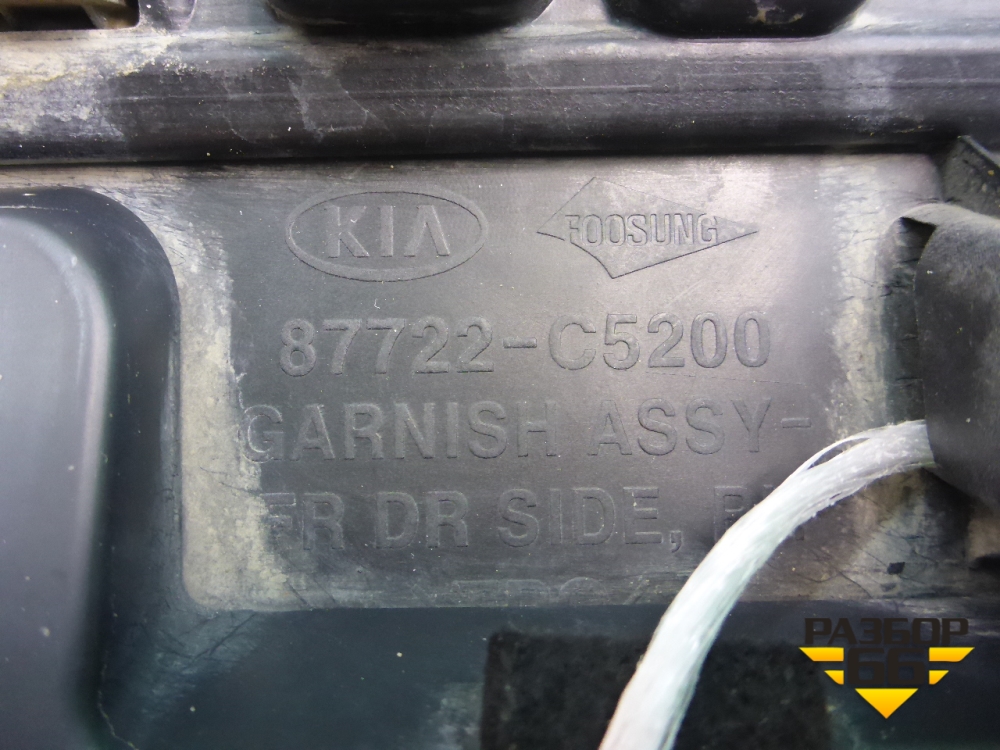 KIA FOOSUNG
87722-C5200
GARNISH ASSY-
FR DR SIDE,
РАЗБОР
66